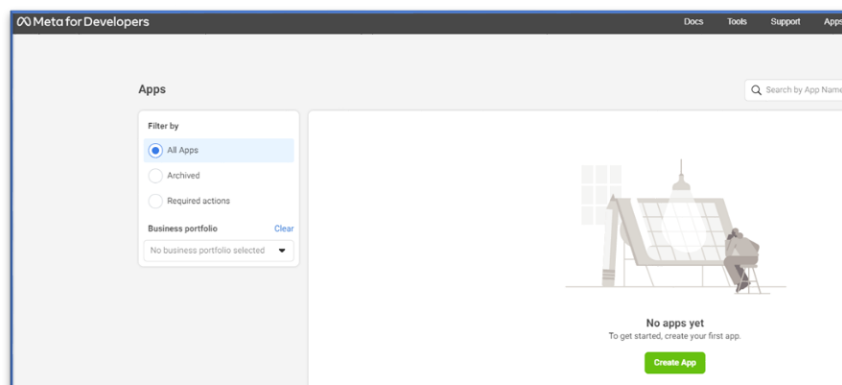 Meta for Developers
Docs Tools Support Apps
Apps
Search by App Name
Filter by
All Apps
Archived
Required actions
Business portfolio Clear
No business portfolio selected
No apps yet
To get started, create your first app.
Create App